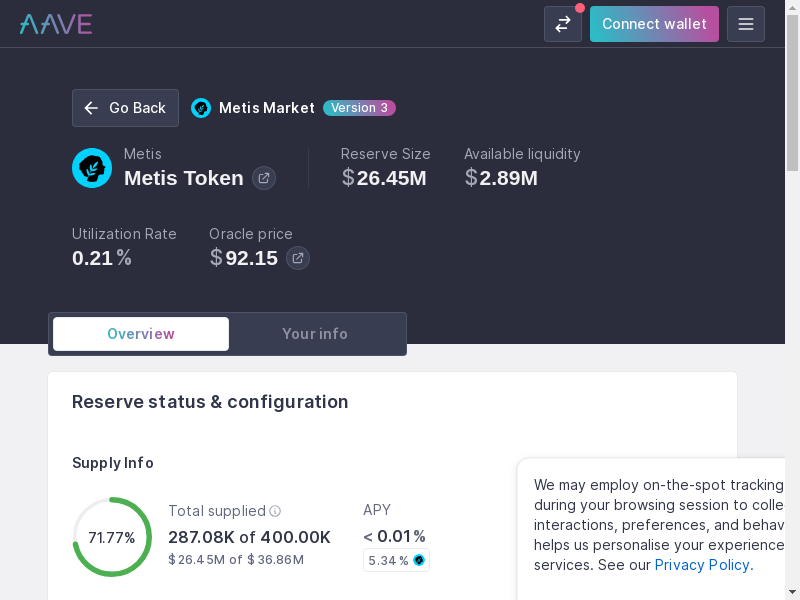 AAVE
Connect wallet
Go Back
Metis Market
Version 3
Metis
Metis Token
Reserve Size
$26.45M
Available liquidity
$2.89M
Utilization Rate
0.21%
Oracle price
$92.15
Overview
Your info
Reserve status & configuration
Supply Info
71.77%
Total supplied
287.08K of 400.00K
$26.45M of $36.86M
APY
< 0.01%
5.34%
We may employ on-the-spot tracking
during your browsing session to colle
interactions, preferences, and behav
helps us personalise your experience
services. See our Privacy Policy.